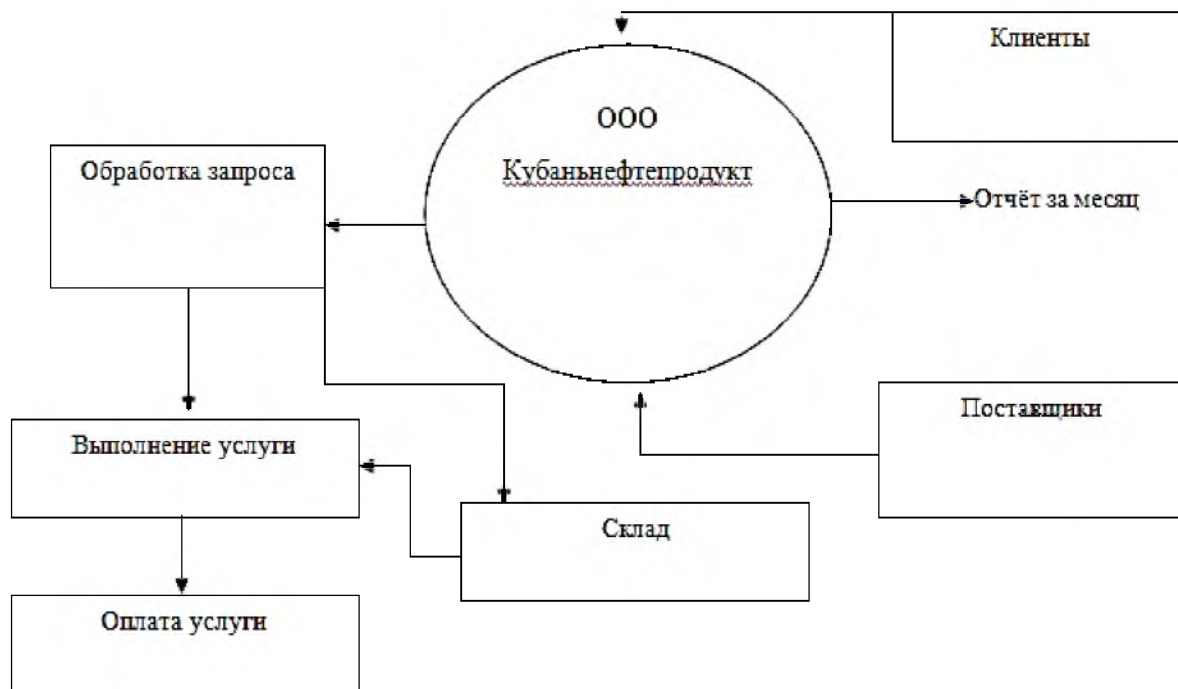 Клиенты
ООО
Кубаньнефтепродукт
Обработка запроса
Отчёт за месяц
Поставщики
Выполнение услуги
Склад
Оплата услуги